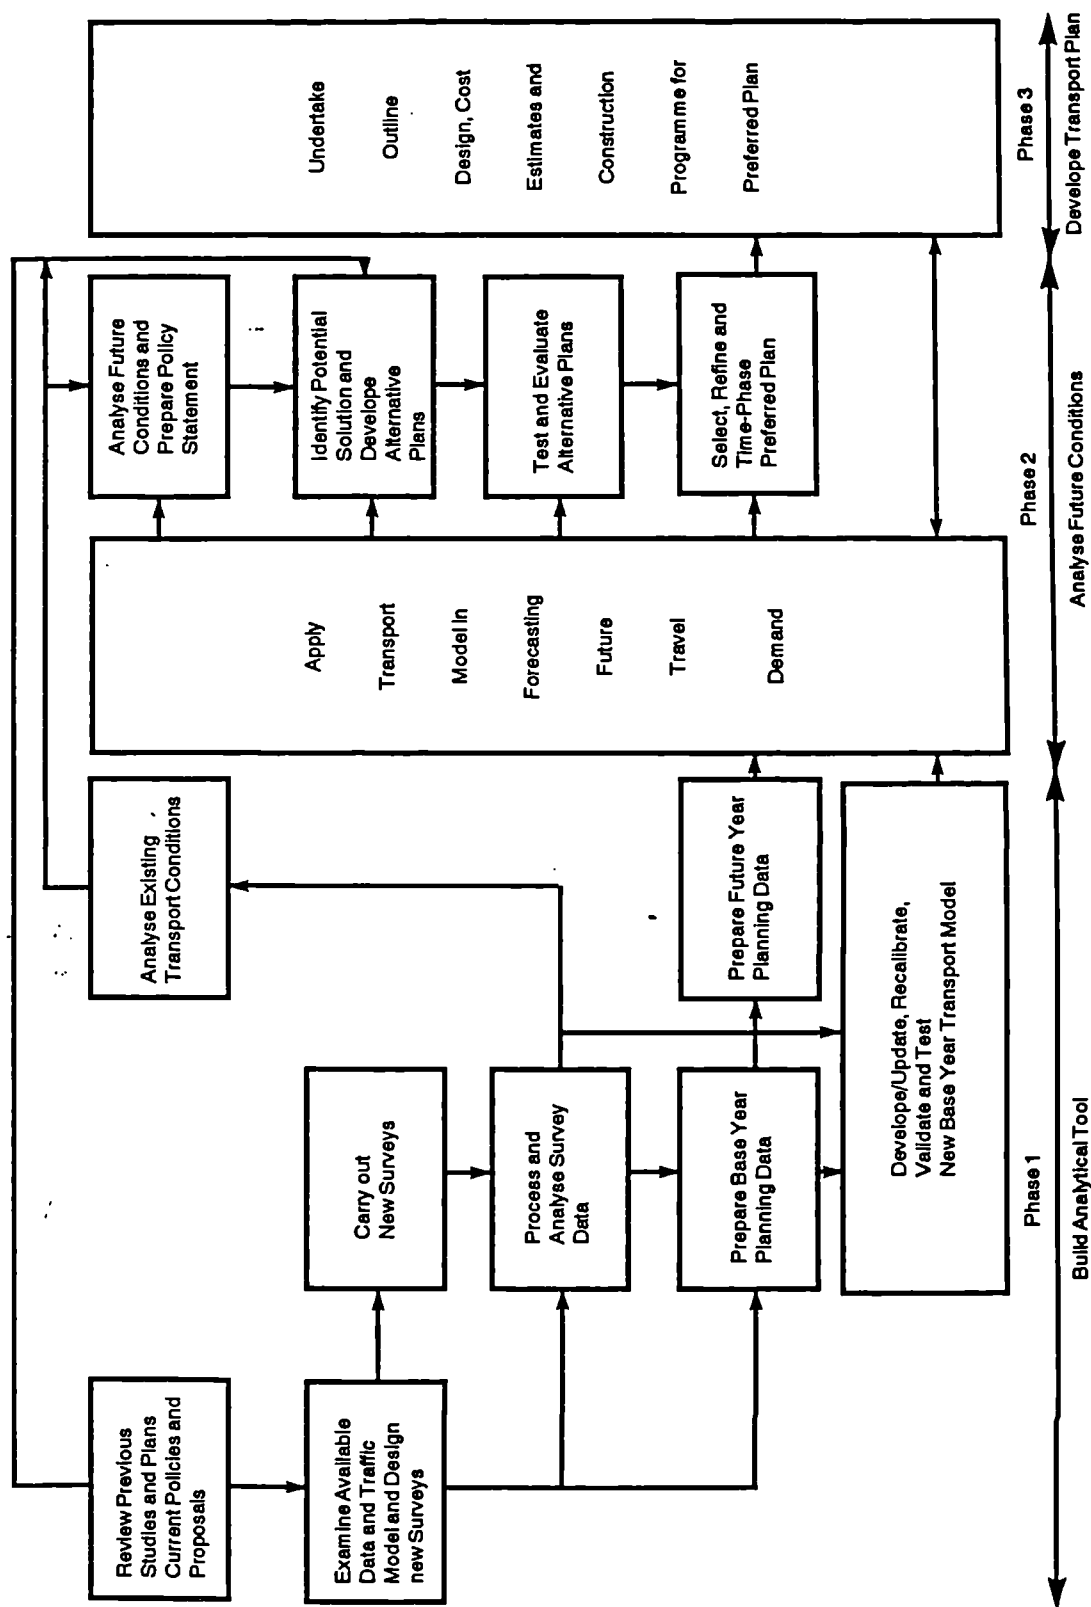 Review Previous
Studies and Plans
Current Policies and
Proposals
Examine Available
Data and Traffic
Model and Design
new Surveys
Carry out
New Surveys
Process and
Analyse Survey
Data
Prepare Base Year
Planning Data
Analyse Existing
Transport Conditions
Prepare Future Year
Planning Data
Develope/Update, Recalibrate,
Validate and Test
New Base Year Transport Model
Apply
Transport
Model In
Forecasting
Future
Travel
Demand
Analyse Future
Conditions and
Prepare Policy
Statement
Identify Potential
Solution and
Develope
Alternative
Plans
Test and Evaluate
Alternative Plans
Select, Refine and
Time-Phase
Preferred Plan
Undertake
Outline
Design, Cost
Estimates and
Construction
Programme for
Preferred Plan
Phase 1
Phase 2
Phase 3
Build Analytical Tool
Analyse Future Conditions
Develope Transport Plan